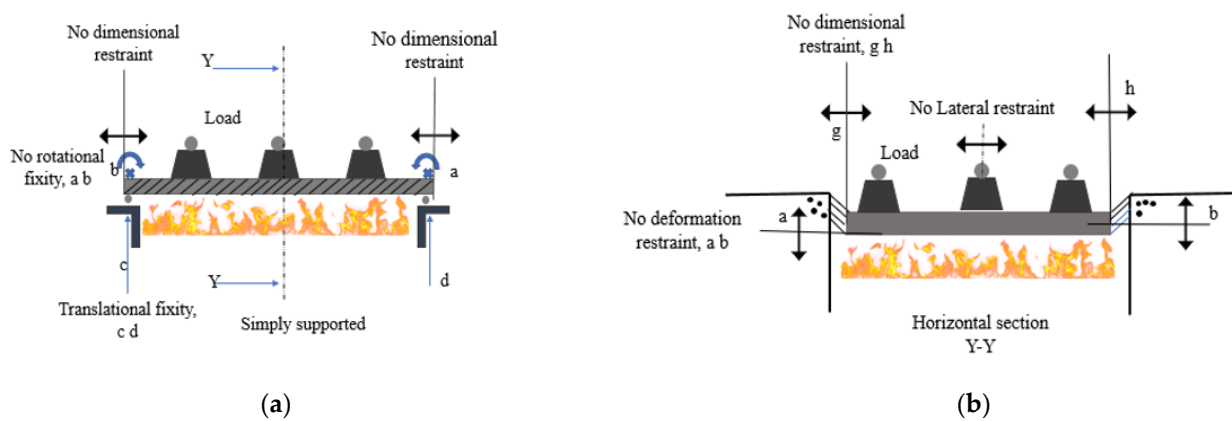 No dimensional
restraint
No dimensional
restraint
Y
Load
No rotational
fixity, a b
b
a
c
Y
d
Translational fixity,
c d
Simply supported
(a)
No dimensional
restraint, g h
h
g
No Lateral restraint
Load
No deformation
restraint, a b
a
b
Horizontal section
Y-Y
(b)